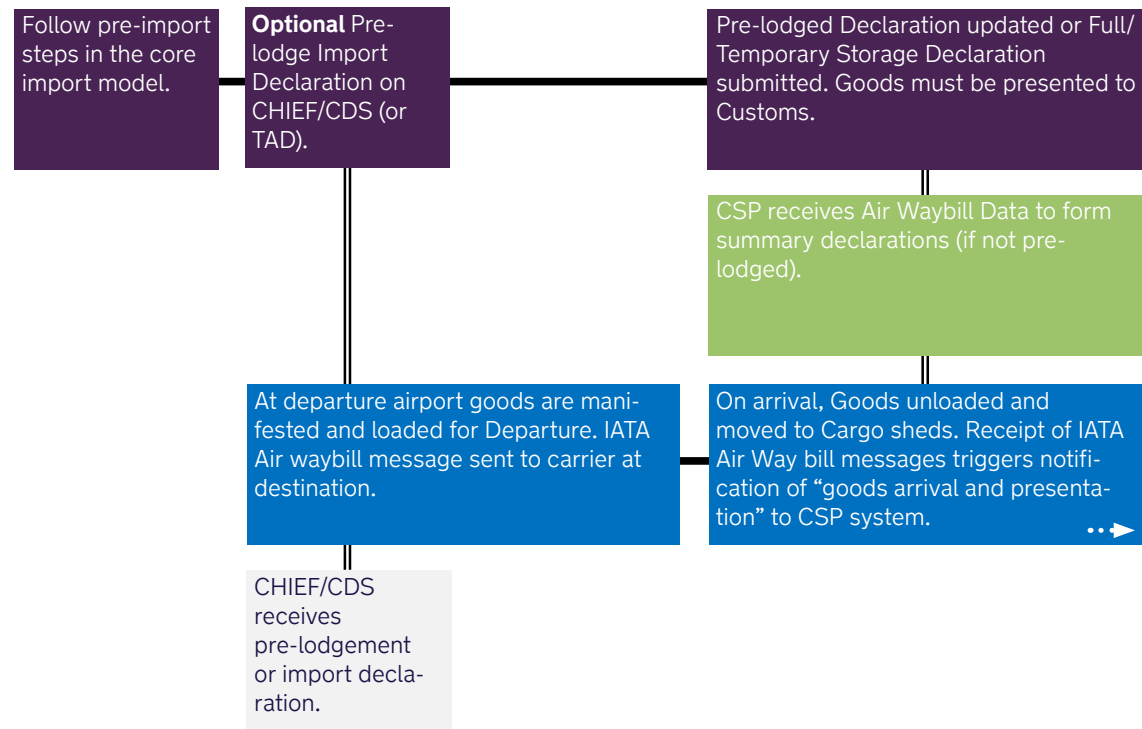 Follow pre-import
steps in the core
import model.
Optional Pre-
lodge Import
Declaration on
CHIEF/CDS (or
TAD).
Pre-lodged Declaration updated or Full/
Temporary Storage Declaration
submitted. Goods must be presented to
Customs.
CSP receives Air Waybill Data to form
summary declarations (if not pre-
lodged).
At departure airport goods are mani-
fested and loaded for Departure. IATA
Air waybill message sent to carrier at
destination.
On arrival, Goods unloaded and
moved to Cargo sheds. Receipt of IATA
Air Way bill messages triggers notifi-
cation of “goods arrival and presenta-
tion” to CSP system.
CHIEF/CDS
receives
pre-lodgement
or import decla-
ration.